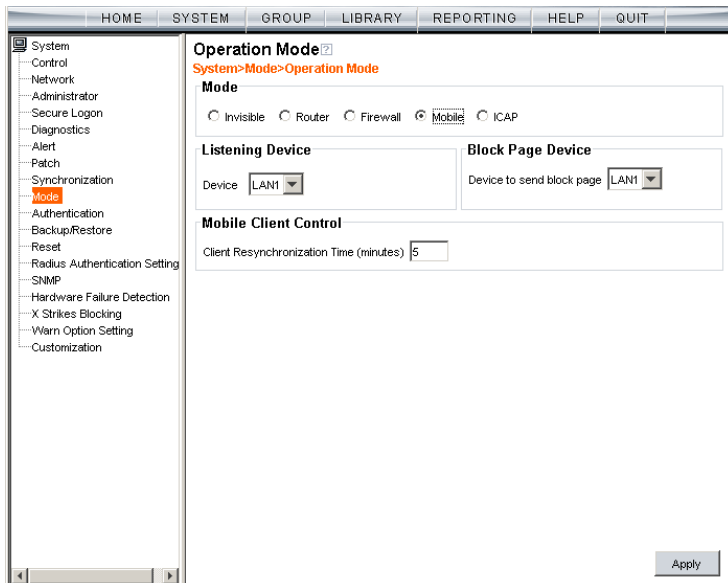 HOME SYSTEM GROUP LIBRARY REPORTING HELP QUIT
System
Control
Network
Administrator
Secure Logon
Diagnostics
Alert
Patch
Synchronization
Mode
Authentication
Backup/Restore
Reset
Radius Authentication Setting
SNMP
Hardware Failure Detection
X Strikes Blocking
Warn Option Setting
Customization
Operation Mode ?
System>Mode>Operation Mode
Mode
Invisible Router Firewall Mobile ICAP
Listening Device
Device LAN1
Block Page Device
Device to send block page LAN1
Mobile Client Control
Client Resynchronization Time (minutes) 5
Apply